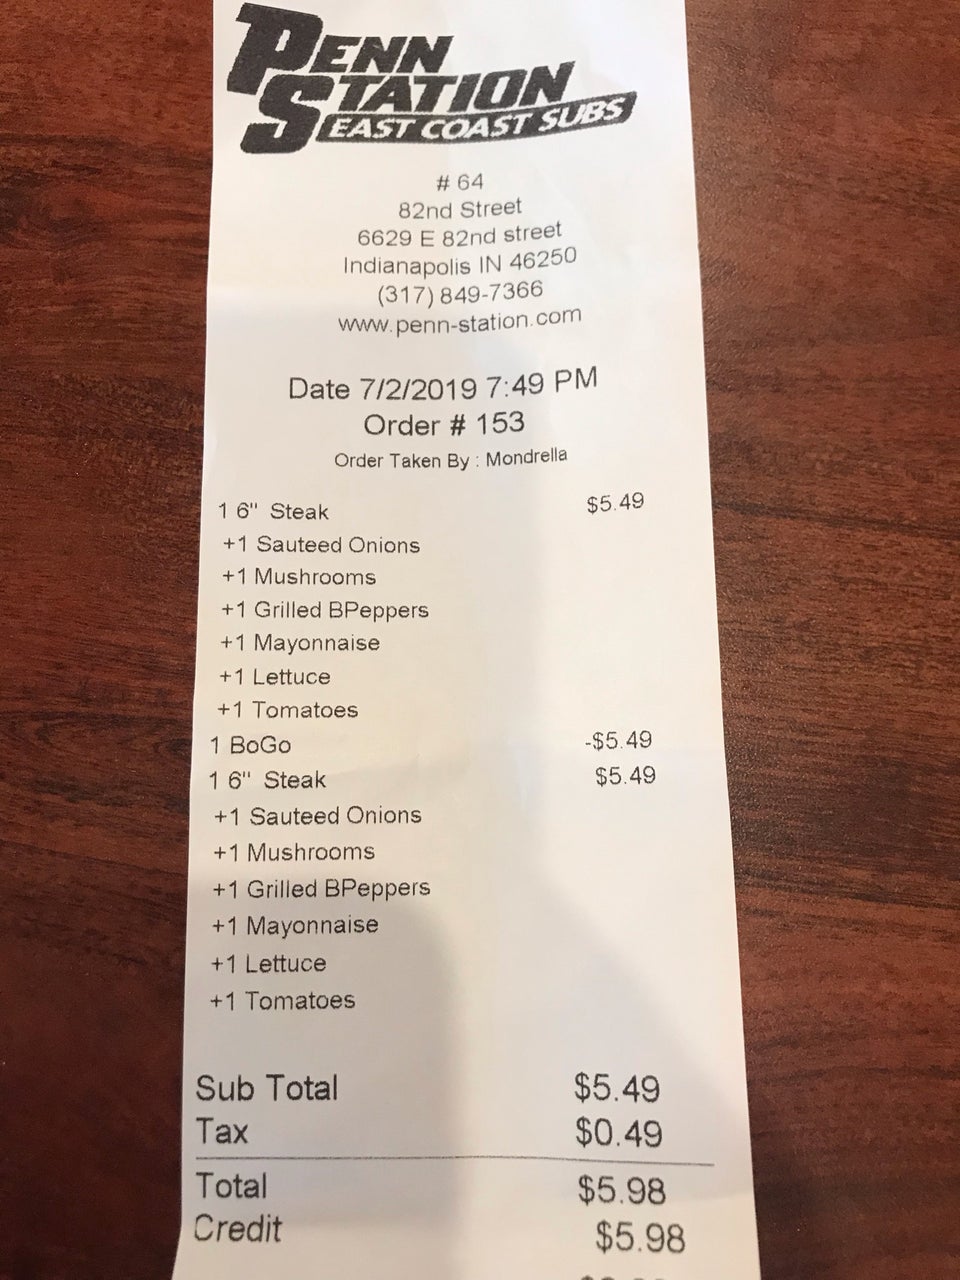 PENN
STATION
EAST COAST SUBS
# 64
82nd Street
6629 E 82nd street
Indianapolis IN 46250
(317) 849-7366
www.penn-station.com
Date 7/2/2019 7:49 PM
Order # 153
Order Taken By : Mondrella
1 6" Steak $5.49
+1 Sauteed Onions
+1 Mushrooms
+1 Grilled BPeppers
+1 Mayonnaise
+1 Lettuce
+1 Tomatoes
1 BoGo -$5.49
1 6" Steak $5.49
+1 Sauteed Onions
+1 Mushrooms
+1 Grilled BPeppers
+1 Mayonnaise
+1 Lettuce
+1 Tomatoes
Sub Total $5.49
Tax $0.49
Total $5.98
Credit $5.98